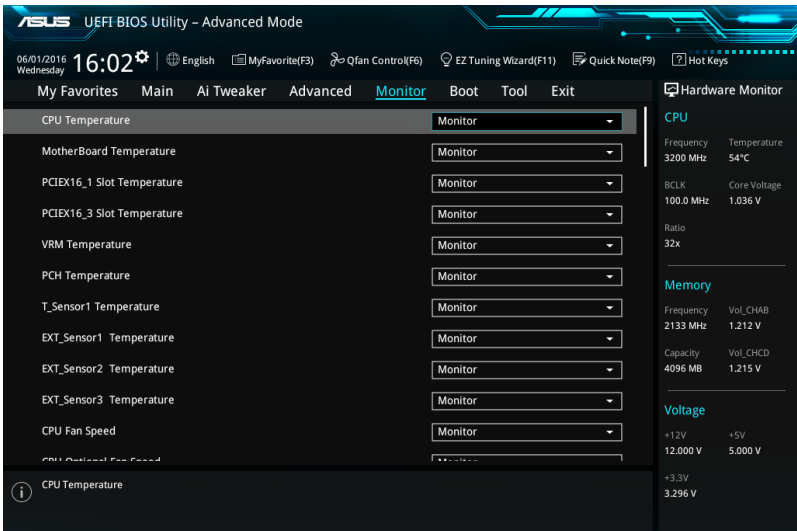 ASUS UEFI BIOS Utility – Advanced Mode
06/01/2016 Wednesday 16:02 English MyFavorite(F3) Qfan Control(F6) EZ Tuning Wizard(F11) Quick Note(F9) ? Hot Keys
My Favorites Main Ai Tweaker Advanced Monitor Boot Tool Exit
CPU Temperature Monitor
MotherBoard Temperature Monitor
PCIEX16_1 Slot Temperature Monitor
PCIEX16_3 Slot Temperature Monitor
VRM Temperature Monitor
PCH Temperature Monitor
T_Sensor1 Temperature Monitor
EXT_Sensor1 Temperature Monitor
EXT_Sensor2 Temperature Monitor
EXT_Sensor3 Temperature Monitor
CPU Fan Speed Monitor
CPU Optional Fan Speed Monitor
i CPU Temperature
Hardware Monitor
CPU
Frequency Temperature
3200 MHz 54°C
BCLK Core Voltage
100.0 MHz 1.036 V
Ratio
32x
Memory
Frequency Vol_CHAB
2133 MHz 1.212 V
Capacity Vol_CHCD
4096 MB 1.215 V
Voltage
+12V +5V
12.000 V 5.000 V
+3.3V
3.296 V